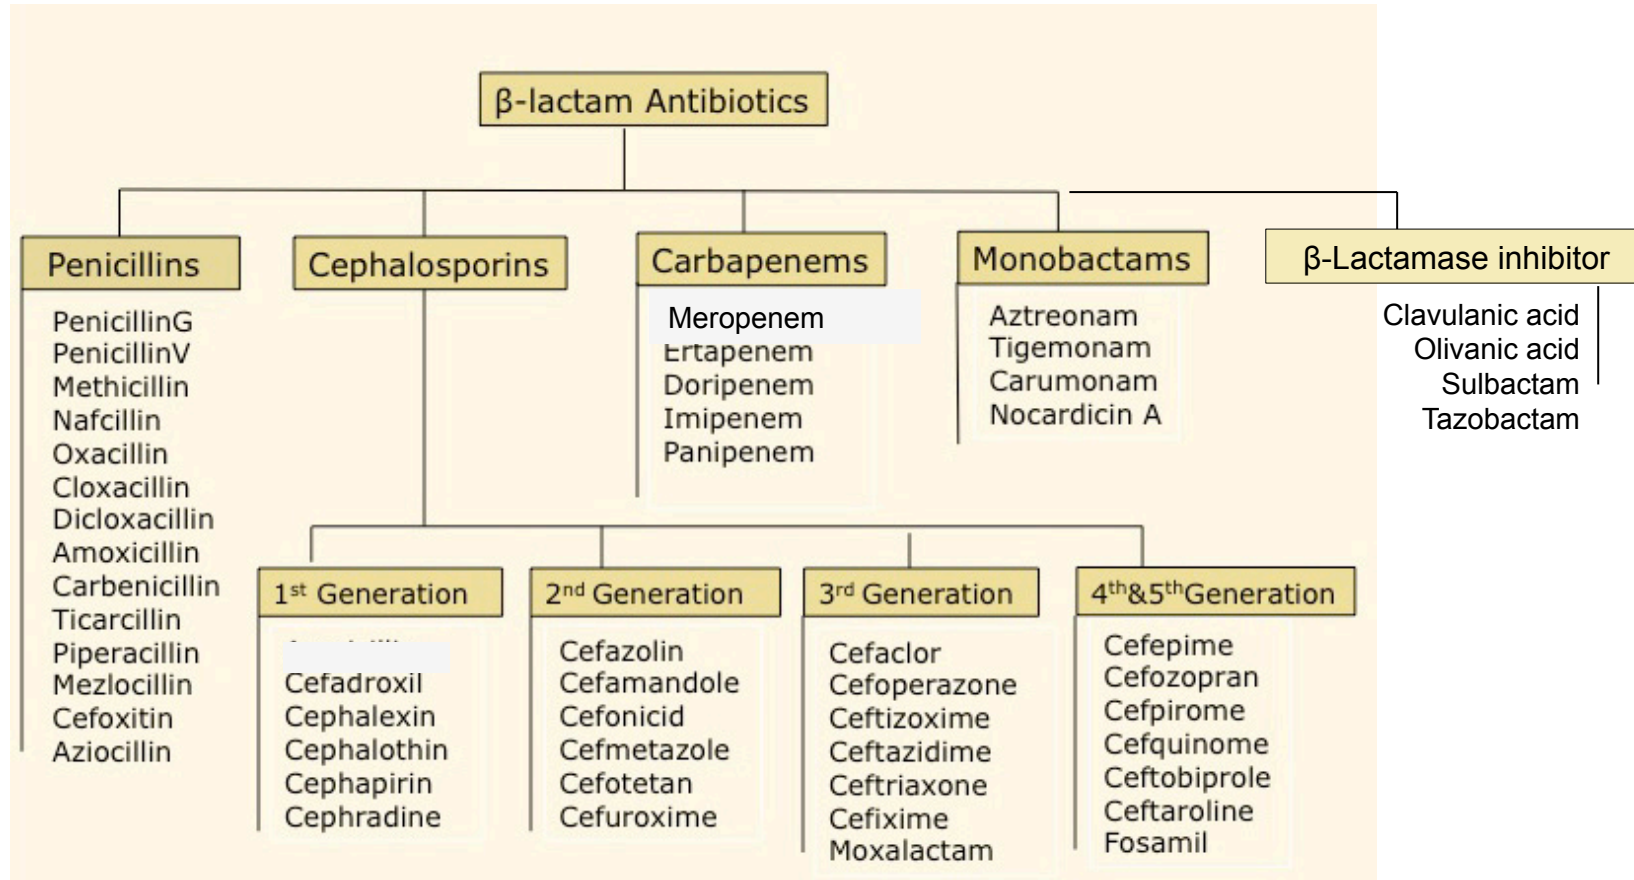 β-lactam Antibiotics
Penicillins
PenicillinG
PenicillinV
Methicillin
Nafcillin
Oxacillin
Cloxacillin
Dicloxacillin
Amoxicillin
Carbenicillin
Ticarcillin
Piperacillin
Mezlocillin
Cefoxitin
Aziocillin
Cephalosporins
1st Generation
Cefadroxil
Cephalexin
Cephalothin
Cephapirin
Cephradine
2nd Generation
Cefazolin
Cefamandole
Cefonicid
Cefmetazole
Cefotetan
Cefuroxime
3rd Generation
Cefaclor
Cefoperazone
Ceftizoxime
Ceftazidime
Ceftriaxone
Cefixime
Moxalactam
4th&5thGeneration
Cefepime
Cefozopran
Cefpirome
Cefquinome
Ceftobiprole
Ceftaroline
Fosamil
Carbapenems
Meropenem
Ertapenem
Doripenem
Imipenem
Panipenem
Monobactams
Aztreonam
Tigemonam
Carumonam
Nocardicin A
β-Lactamase inhibitor
Clavulanic acid
Olivanic acid
Sulbactam
Tazobactam